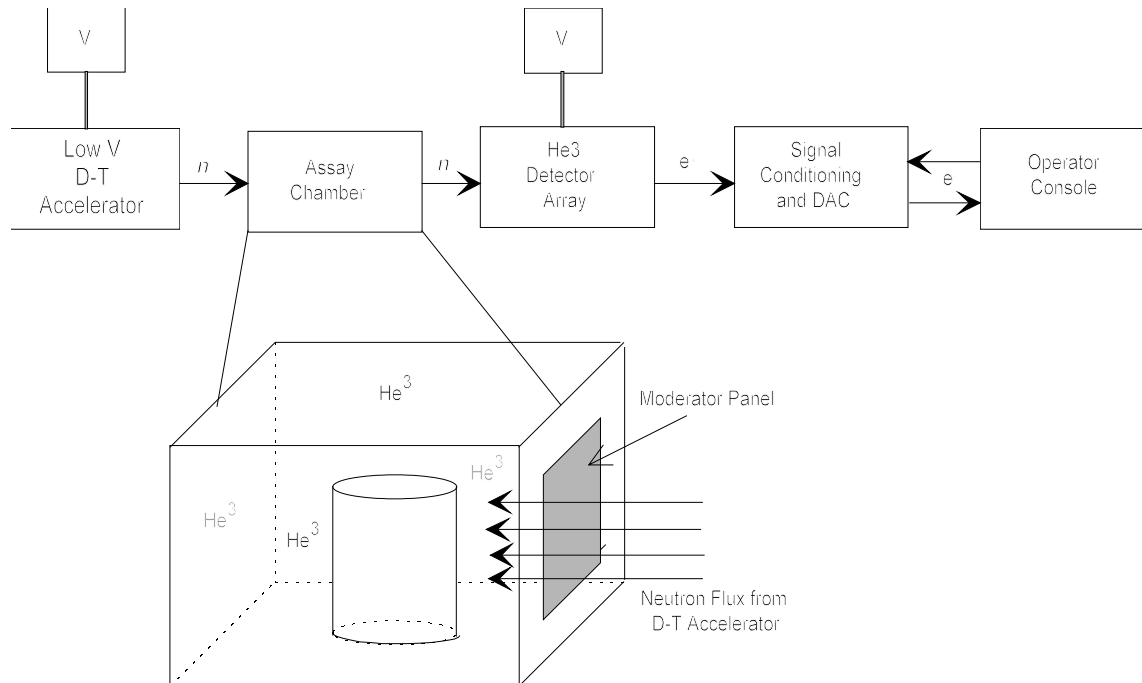 V
V
Low V
D-T
Accelerator
n
Assay
Chamber
n
He3
Detector
Array
e
Signal
Conditioning
and DAC
e
Operator
Console
He³
Moderator Panel
He³
He³
He³
Neutron Flux from
D-T Accelerator